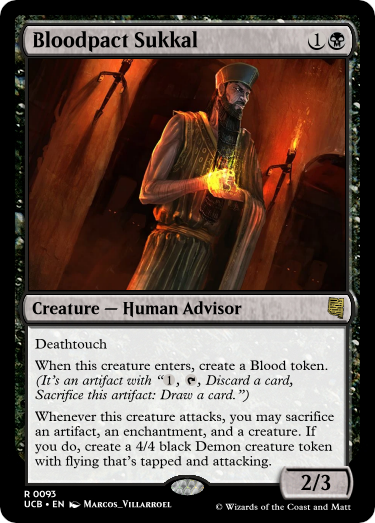 Bloodpact Sukkal 1
Creature — Human Advisor
Deathtouch
When this creature enters, create a Blood token.
(It's an artifact with “1, , Discard a card,
Sacrifice this artifact: Draw a card.”)
Whenever this creature attacks, you may sacrifice
an artifact, an enchantment, and a creature. If
you do, create a 4/4 black Demon creature token
with flying that's tapped and attacking.
2/3
R 0093
UCB • EN Marcos_Villarroel
© Wizards of the Coast and Matt